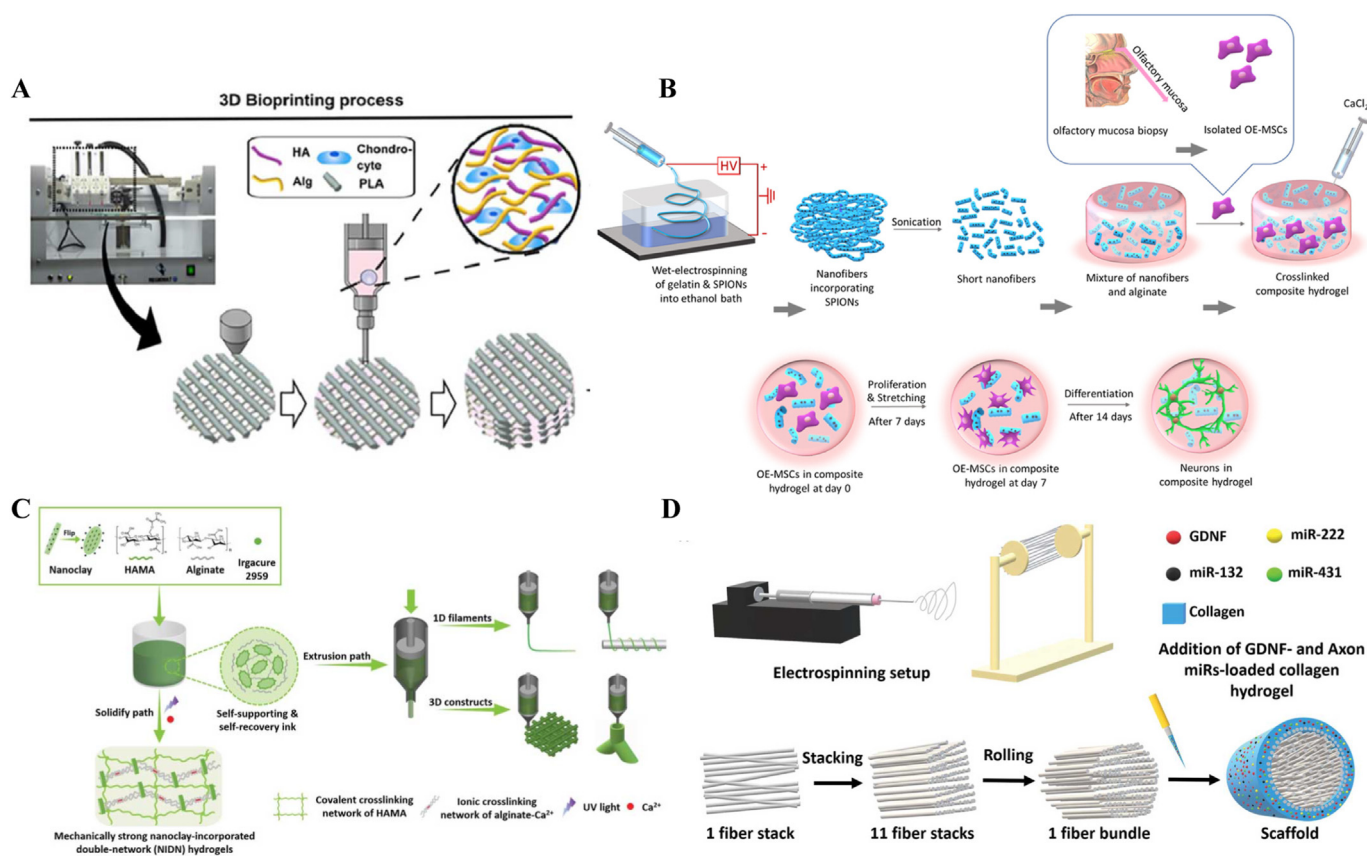 A
3D Bioprinting process
HA
Chondro-
cyte
Alg
PLA
B
Olfactory mucosa
olfactory mucosa biopsy
Isolated OE-MSCs
CaCl₂
HV
+
-
Wet-electrospinning
of gelatin & SPIONs
into ethanol bath
Nanofibers
incorporating
SPIONs
Sonication
Short nanofibers
Mixture of nanofibers
and alginate
Crosslinked
composite hydrogel
OE-MSCs in composite
hydrogel at day 0
Proliferation
& Stretching
After 7 days
OE-MSCs in composite
hydrogel at day 7
Differentiation
After 14 days
Neurons in
composite hydrogel
C
Flip
Nanoclay
HAMA
Alginate
Irgacure
2959
Solidify path
Self-supporting &
self-recovery ink
Extrusion path
1D filaments
3D constructs
Mechanically strong nanoclay-incorporated
double-network (NIDN) hydrogels
Covalent crosslinking
network of HAMA
Ionic crosslinking
network of alginate-Ca²⁺
UV light
Ca²⁺
D
Electrospinning setup
GDNF
miR-222
miR-132
miR-431
Collagen
Addition of GDNF- and Axon
miRs-loaded collagen
hydrogel
1 fiber stack
Stacking
11 fiber stacks
Rolling
1 fiber bundle
Scaffold